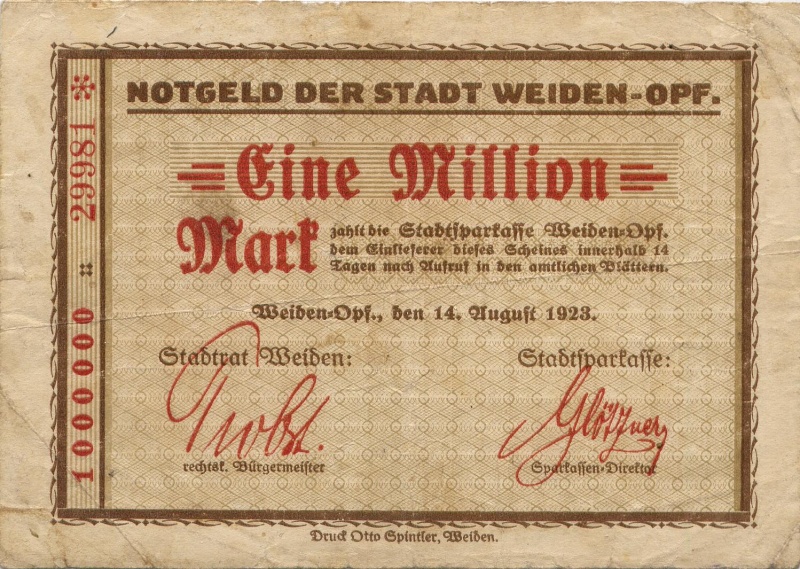 NOTGELD DER STADT WEIDEN-OPF.
Eine Million
Mark zahlt die Stadtsparkasse Weiden-Opf.
dem Einlieferer dieses Scheines innerhalb 14
Tagen nach Aufruf in den amtlichen Blättern.
Weiden-Opf., den 14. August 1923.
Stadtrat Weiden:
Stadtsparkasse:
Probst.
Glötzner
rechtsk. Bürgermeister
Sparkassen-Direktor
1000000 29981 *
Druck Otto Spintler, Weiden.